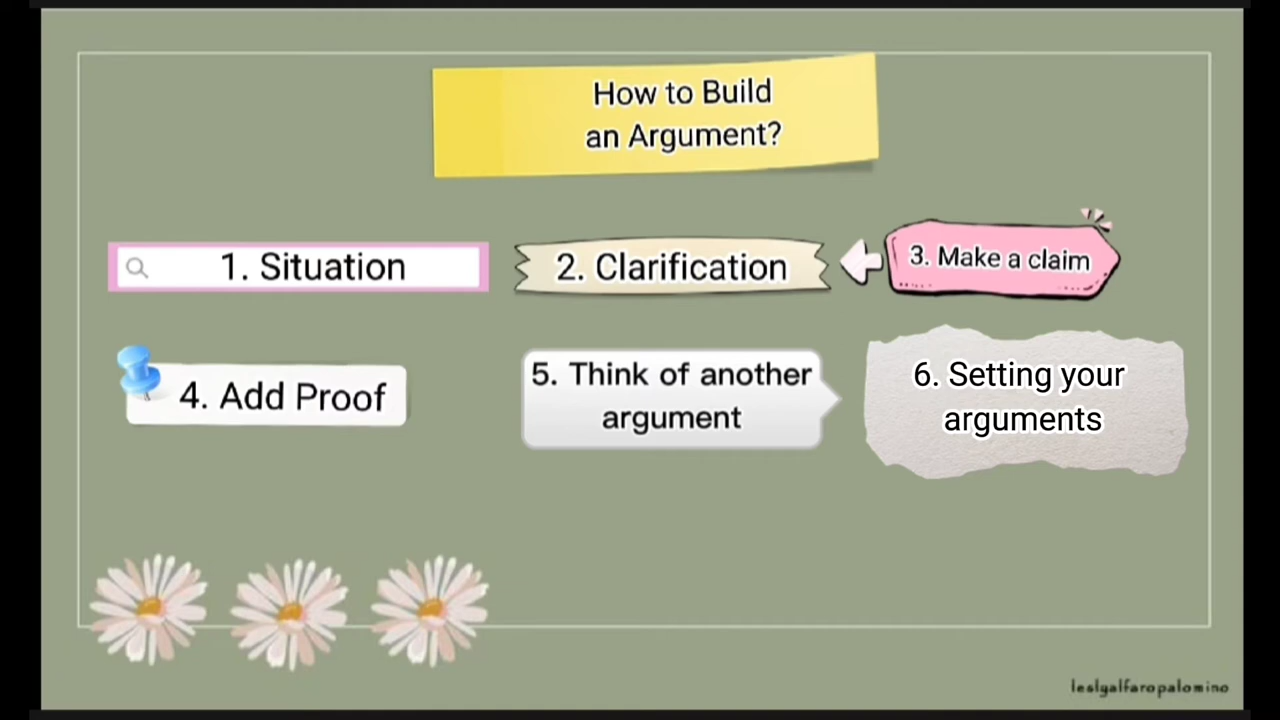 How to Build
an Argument?
1. Situation
2. Clarification
3. Make a claim
4. Add Proof
5. Think of another
argument
6. Setting your
arguments
leslyalfaropalomino